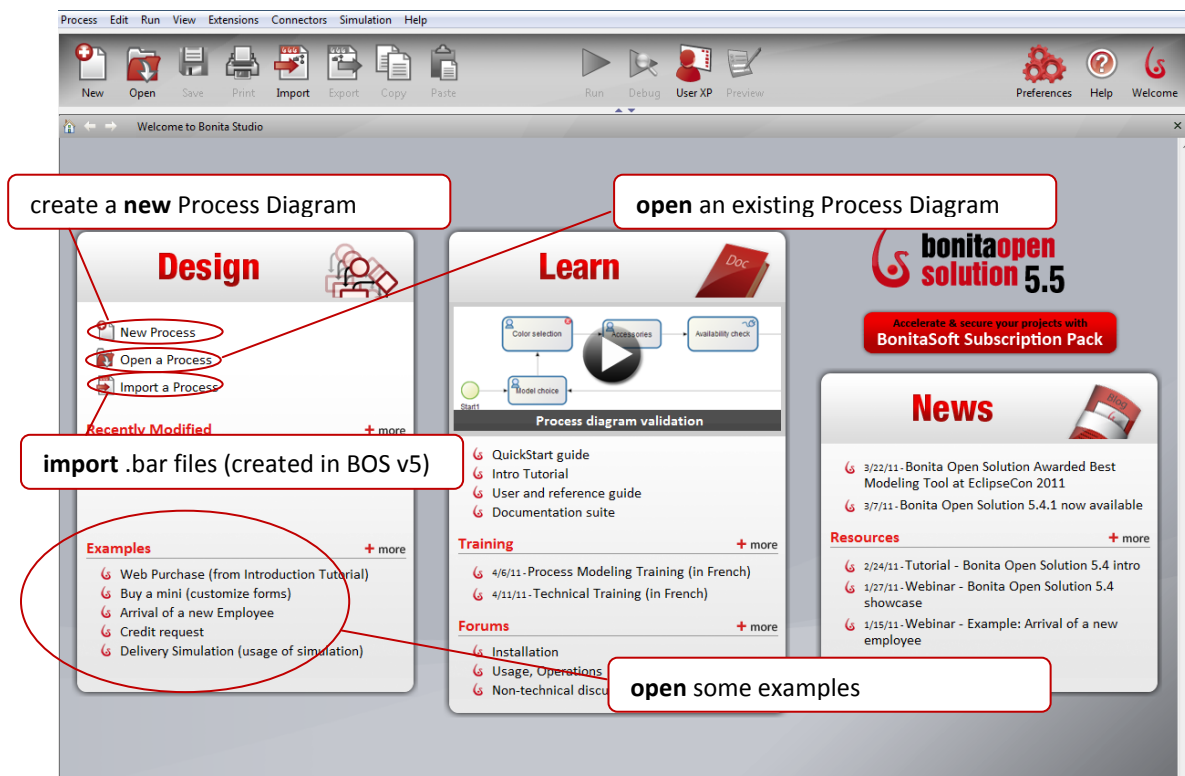 Process Edit Run View Extensions Connectors Simulation Help
New Open Save Print Import Export Copy Paste Run Debug User XP Preview Preferences Help Welcome
Welcome to Bonita Studio
create a new Process Diagram
open an existing Process Diagram
Design
New Process
Open a Process
Import a Process
Recently Modified + more
import .bar files (created in BOS v5)
Examples + more
Web Purchase (from Introduction Tutorial)
Buy a mini (customize forms)
Arrival of a new Employee
Credit request
Delivery Simulation (usage of simulation)
Learn
Doc
Color selection
Accessories
Availability check
Model choice
Start1
Process diagram validation
QuickStart guide
Intro Tutorial
User and reference guide
Documentation suite
Training + more
4/6/11-Process Modeling Training (in French)
4/11/11-Technical Training (in French)
Forums + more
Installation
Usage, Operations
Non-technical
open some examples
bonitaopen
solution 5.5
Accelerate & secure your projects with
BonitaSoft Subscription Pack
News
Blog
3/22/11-Bonita Open Solution Awarded Best
Modeling Tool at EclipseCon 2011
3/7/11-Bonita Open Solution 5.4.1 now available
Resources + more
2/24/11-Tutorial - Bonita Open Solution 5.4 intro
1/27/11-Webinar - Bonita Open Solution 5.4
showcase
1/15/11-Webinar - Example: Arrival of a new
employee